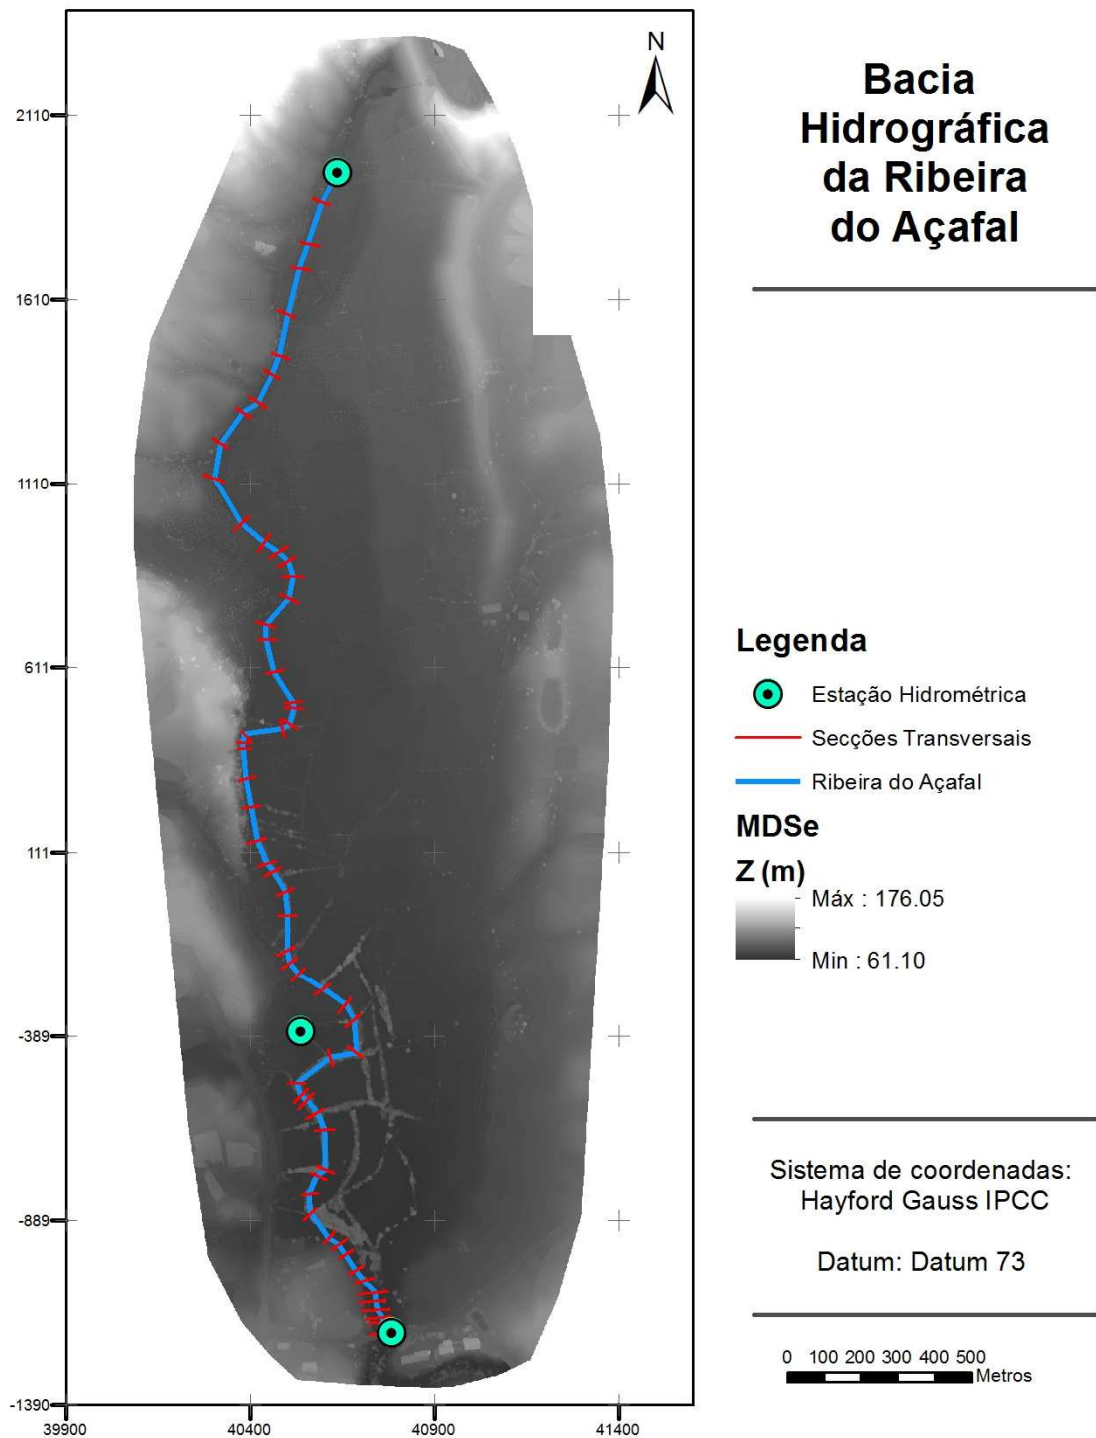 N
2110
1610
1110
611
111
-389
-889
-1390
39900
40400
40900
41400
Bacia
Hidrográfica
da Ribeira
do Açafal
Legenda
Estação Hidrométrica
Secções Transversais
Ribeira do Açafal
MDSe
Z (m)
Máx : 176.05
Min : 61.10
Sistema de coordenadas:
Hayford Gauss IPCC
Datum: Datum 73
0 100 200 300 400 500
Metros